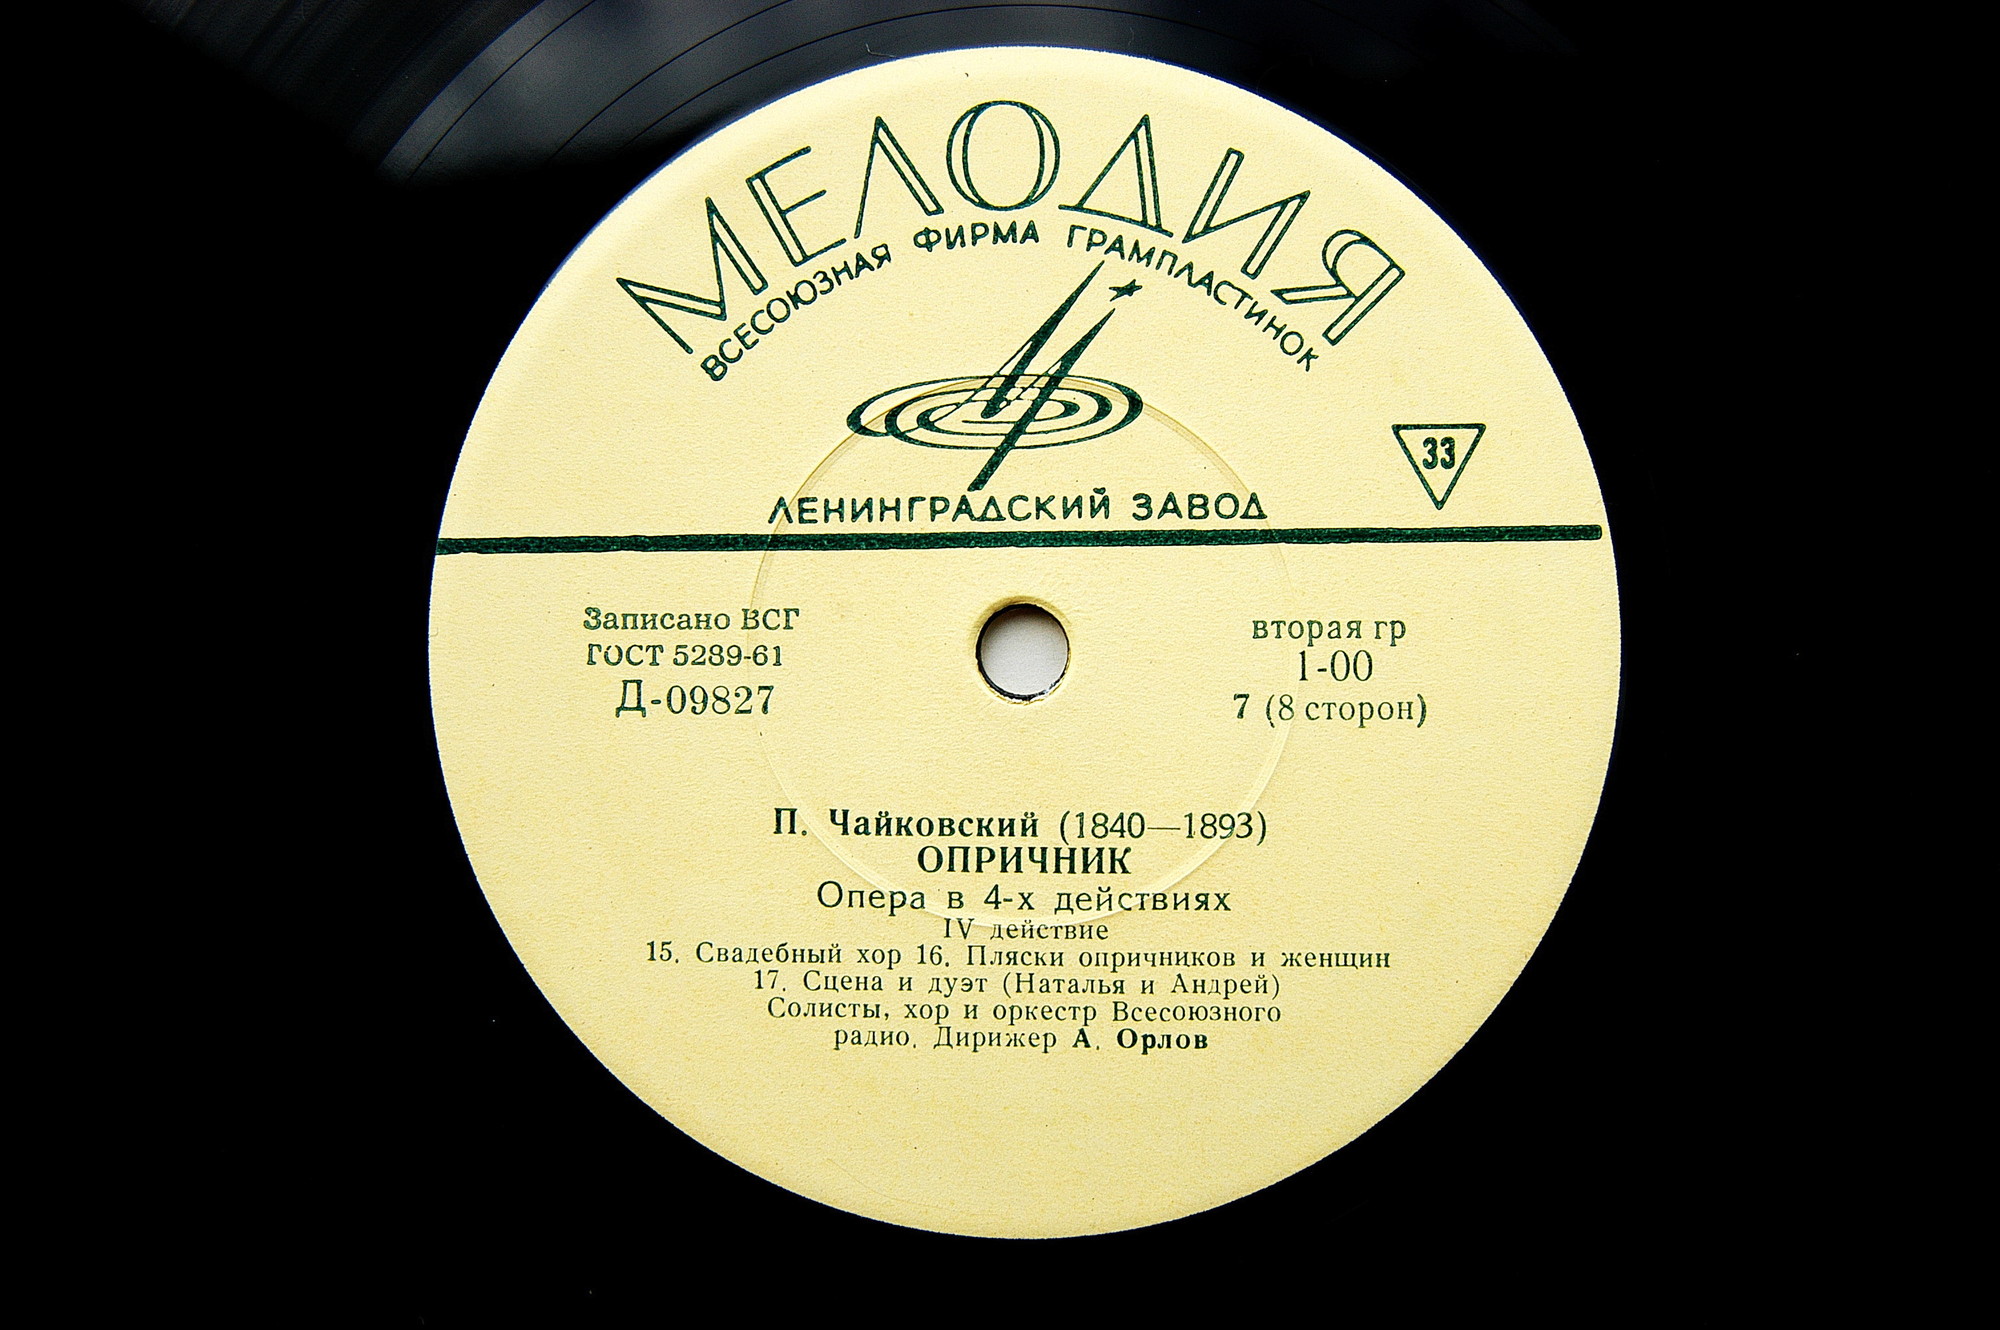 МЕЛОДИЯ
ВСЕСОЮЗНАЯ ФИРМА ГРАМПЛАСТИНОК
33
ЛЕНИНГРАДСКИЙ ЗАВОД
Записано ВСГ
ГОСТ 5289-61
Д-09827
вторая гр
1-00
7 (8 сторон)
П. Чайковский (1840—1893)
ОПРИЧНИК
Опера в 4-х действиях
IV действие
15. Свадебный хор 16. Пляски опричников и женщин
17. Сцена и дуэт (Наталья и Андрей)
Солисты, хор и оркестр Всесоюзного
радио. Дирижер А. Орлов